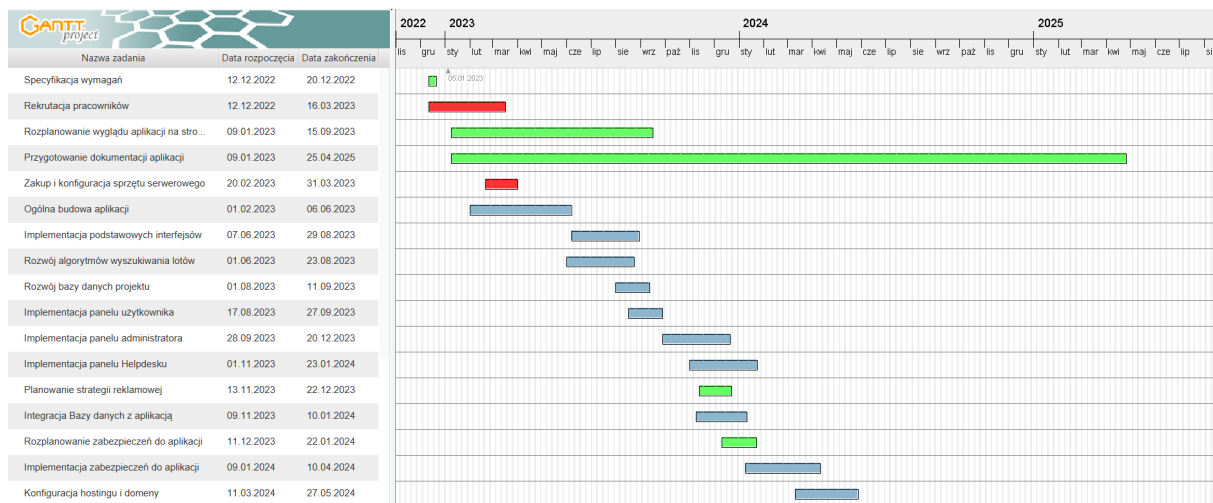 GANTT
project
2022 2023 2024 2025
lis gru sty lut mar kwi maj cze lip sie wrz paź lis gru sty lut mar kwi maj cze lip sie wrz paź lis gru sty lut mar kwi maj cze lip si
Nazwa zadania Data rozpoczęcia Data zakończenia
Specyfikacja wymagań 12.12.2022 20.12.2022
05.01.2023
Rekrutacja pracowników 12.12.2022 16.03.2023
Rozplanowanie wyglądu aplikacji na stro... 09.01.2023 15.09.2023
Przygotowanie dokumentacji aplikacji 09.01.2023 25.04.2025
Zakup i konfiguracja sprzętu serwerowego 20.02.2023 31.03.2023
Ogólna budowa aplikacji 01.02.2023 06.06.2023
Implementacja podstawowych interfejsów 07.06.2023 29.08.2023
Rozwój algorytmów wyszukiwania lotów 01.06.2023 23.08.2023
Rozwój bazy danych projektu 01.08.2023 11.09.2023
Implementacja panelu użytkownika 17.08.2023 27.09.2023
Implementacja panelu administratora 28.09.2023 20.12.2023
Implementacja panelu Helpdesku 01.11.2023 23.01.2024
Planowanie strategii reklamowej 13.11.2023 22.12.2023
Integracja Bazy danych z aplikacją 09.11.2023 10.01.2024
Rozplanowanie zabezpieczeń do aplikacji 11.12.2023 22.01.2024
Implementacja zabezpieczeń do aplikacji 09.01.2024 10.04.2024
Konfiguracja hostingu i domeny 11.03.2024 27.05.2024